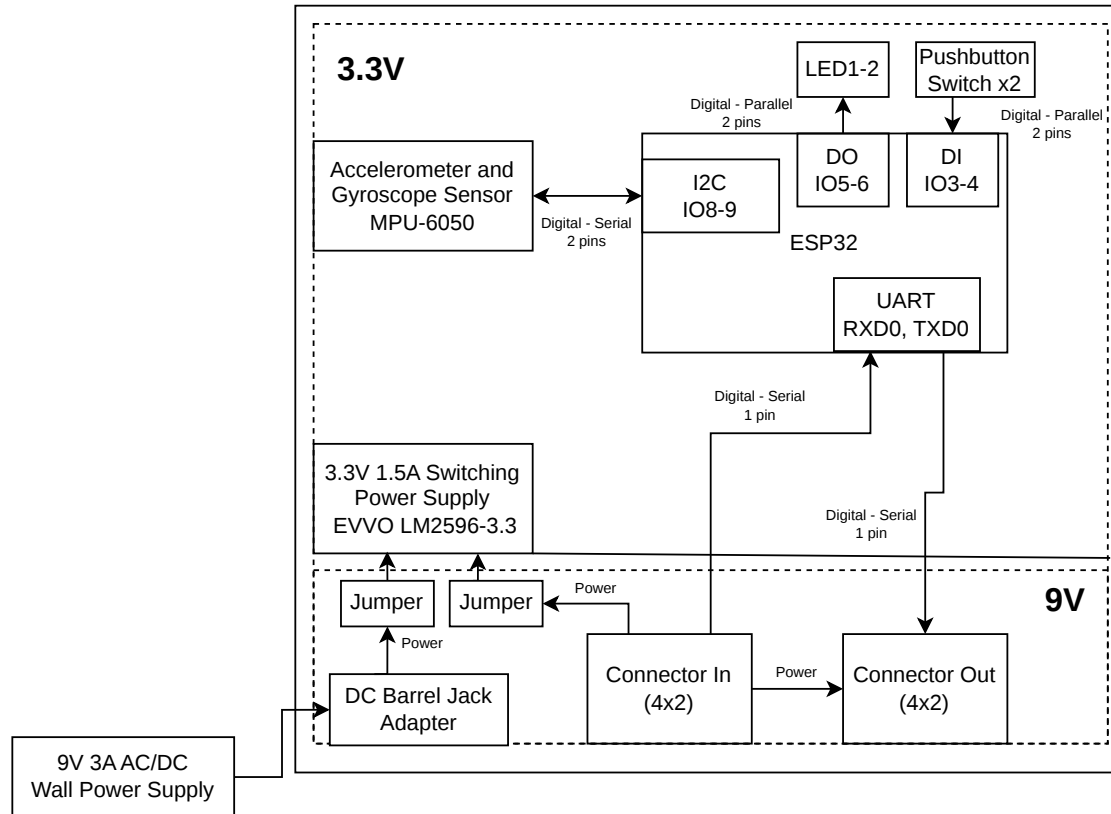 3.3V
LED1-2
Pushbutton
Switch x2
Digital - Parallel
2 pins
Digital - Parallel
2 pins
Accelerometer and
Gyroscope Sensor
MPU-6050
Digital - Serial
2 pins
I2C
IO8-9
DO
IO5-6
DI
IO3-4
ESP32
UART
RXD0, TXD0
Digital - Serial
1 pin
3.3V 1.5A Switching
Power Supply
EVVO LM2596-3.3
Digital - Serial
1 pin
Jumper
Jumper
Power
9V
Power
DC Barrel Jack
Adapter
Connector In
(4x2)
Power
Connector Out
(4x2)
9V 3A AC/DC
Wall Power Supply